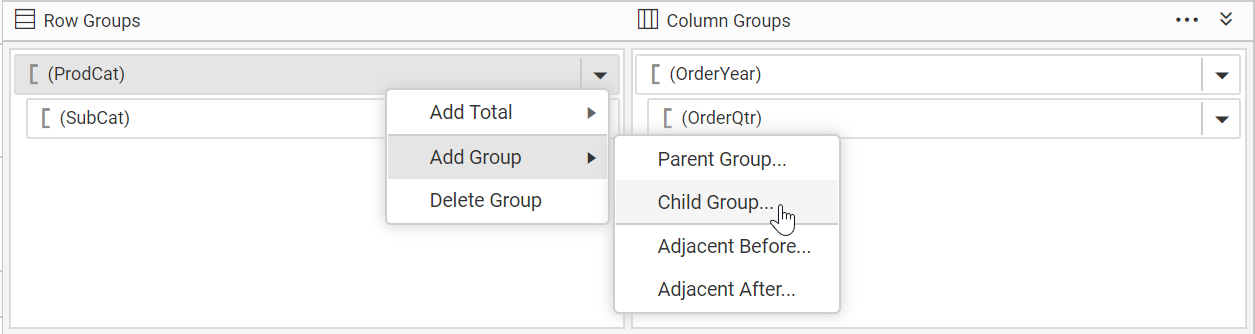 Row Groups
Column Groups
(ProdCat)
(OrderYear)
(SubCat)
(OrderQtr)
Add Total
Add Group
Delete Group
Parent Group...
Child Group...
Adjacent Before...
Adjacent After...